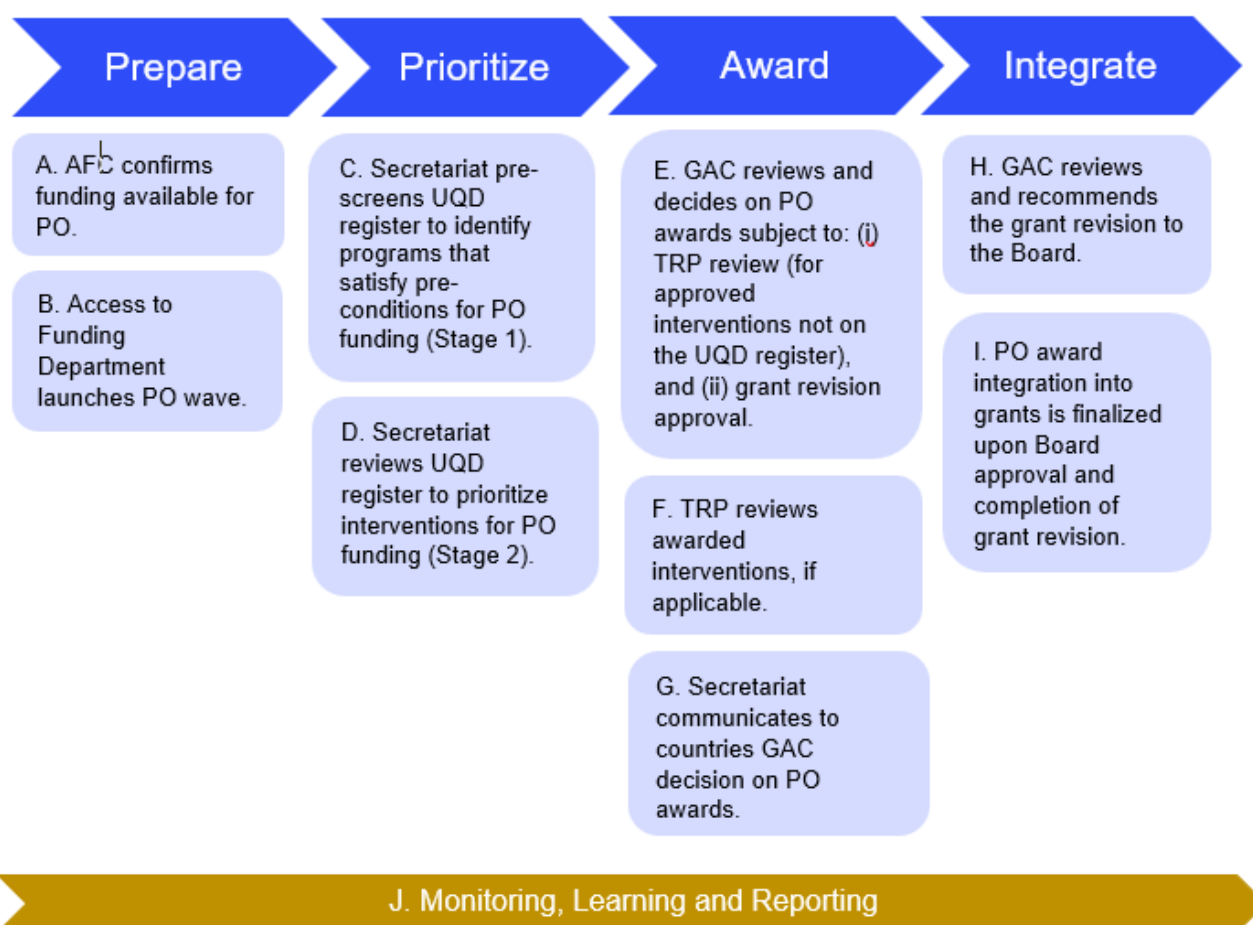 Prepare
Prioritize
Award
Integrate
A. AFC confirms
funding available for
PO.
B. Access to
Funding
Department
launches PO wave.
C. Secretariat pre-
screens UQD
register to identify
programs that
satisfy pre-
conditions for PO
funding (Stage 1).
D. Secretariat
reviews UQD
register to prioritize
interventions for PO
funding (Stage 2).
E. GAC reviews and
decides on PO
awards subject to: (i)
TRP review (for
approved
interventions not on
the UQD register),
and (ii) grant revision
approval.
F. TRP reviews
awarded
interventions, if
applicable.
G. Secretariat
communicates to
countries GAC
decision on PO
awards.
H. GAC reviews
and recommends
the grant revision to
the Board.
I. PO award
integration into
grants is finalized
upon Board
approval and
completion of
grant revision.
J. Monitoring, Learning and Reporting